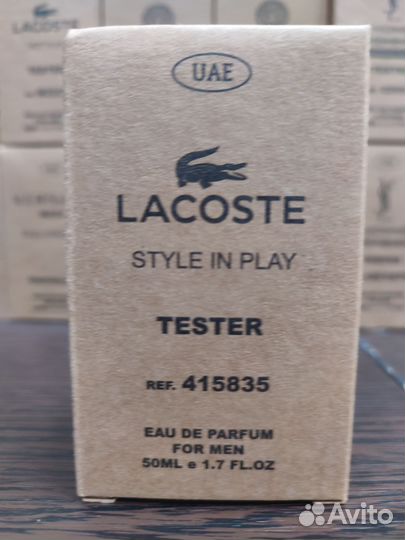 UAE
LACOSTE
LACOSTE
STYLE IN PLAY
TESTER
REF. 415835
EAU DE PARFUM
FOR MEN
50ML e 1.7 FL.OZ
Avito